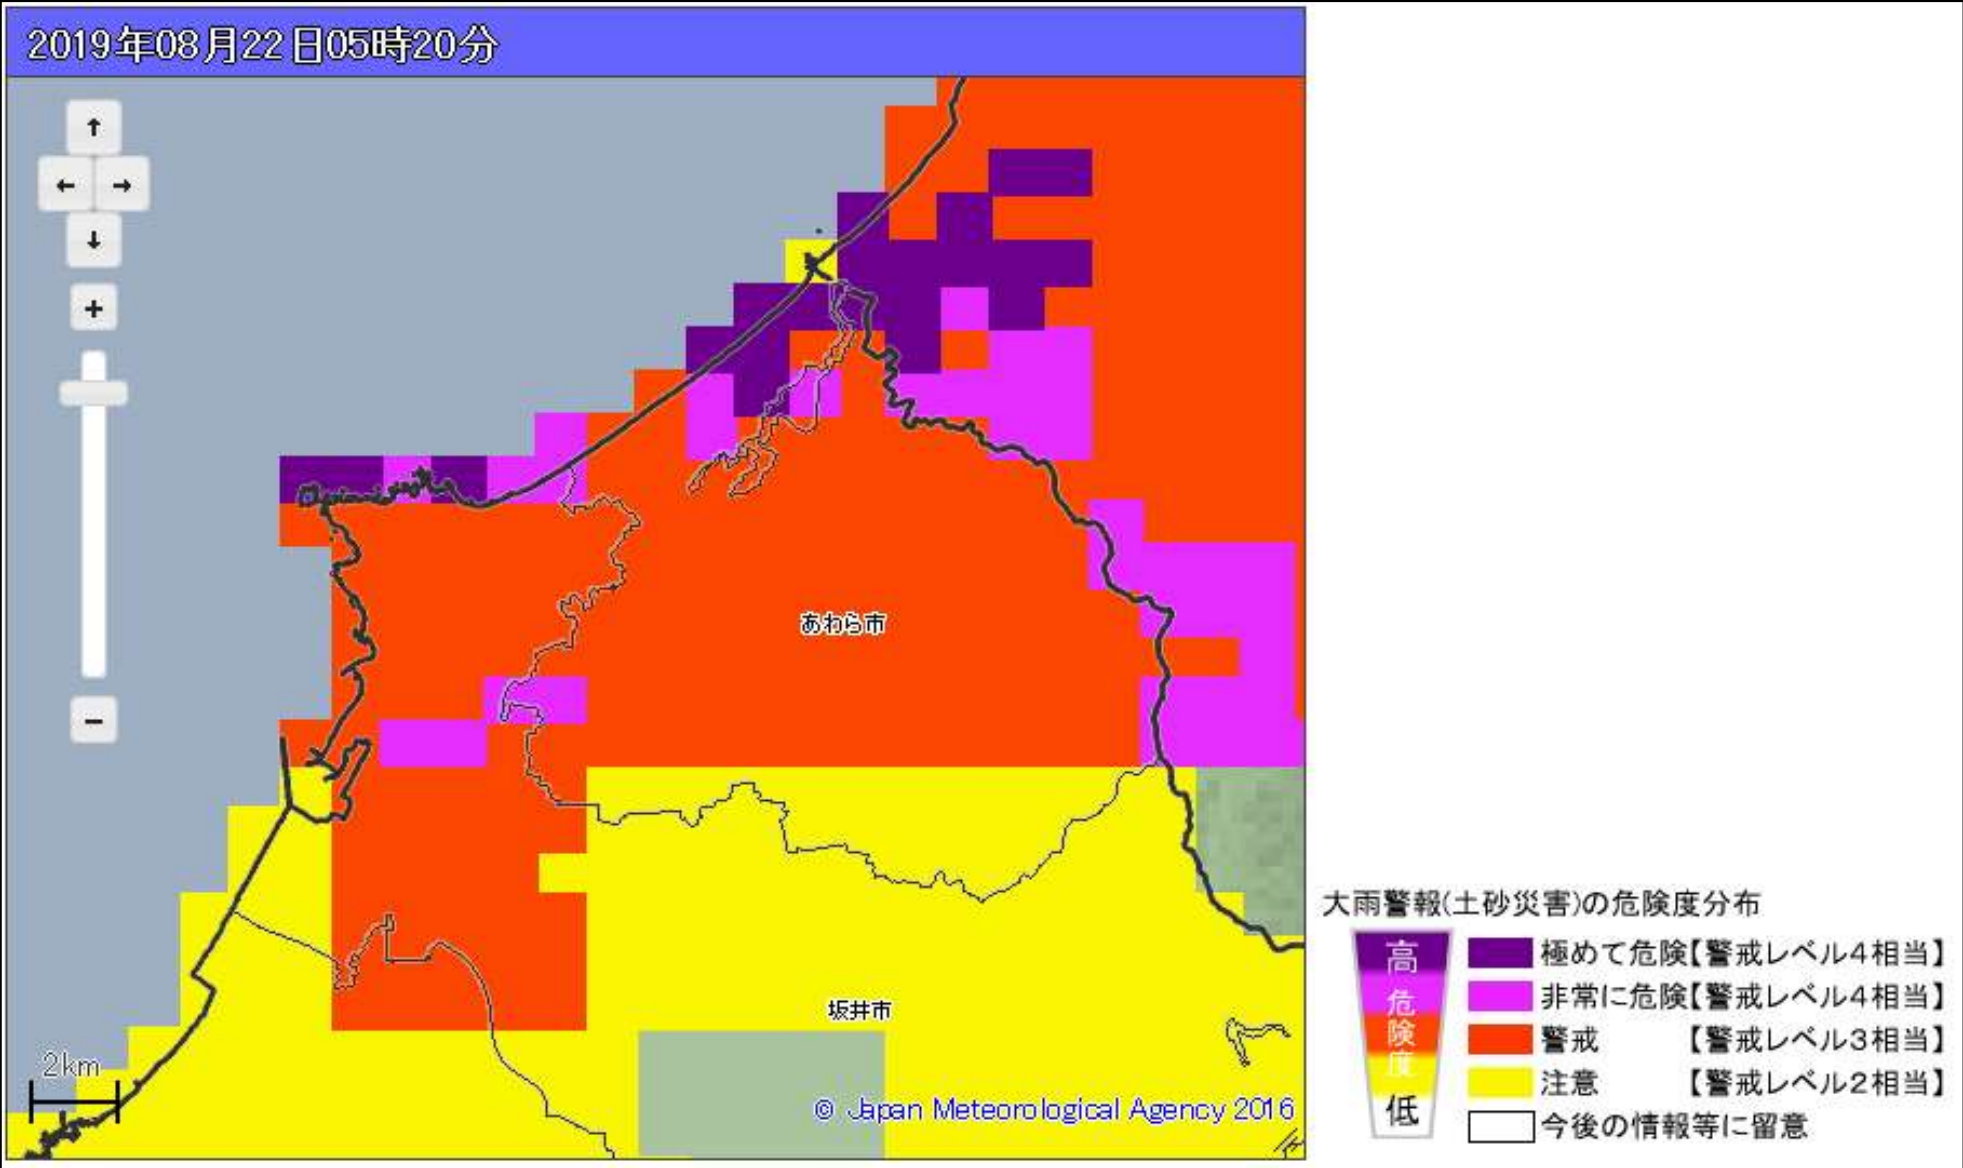 2019年08月22日05時20分
↑
← →
↓
+
−
あわら市
坂井市
2km
© Japan Meteorological Agency 2016
大雨警報(土砂災害)の危険度分布
高
危
険
度
低
極めて危険【警戒レベル4相当】
非常に危険【警戒レベル4相当】
警戒 【警戒レベル3相当】
注意 【警戒レベル2相当】
今後の情報等に留意